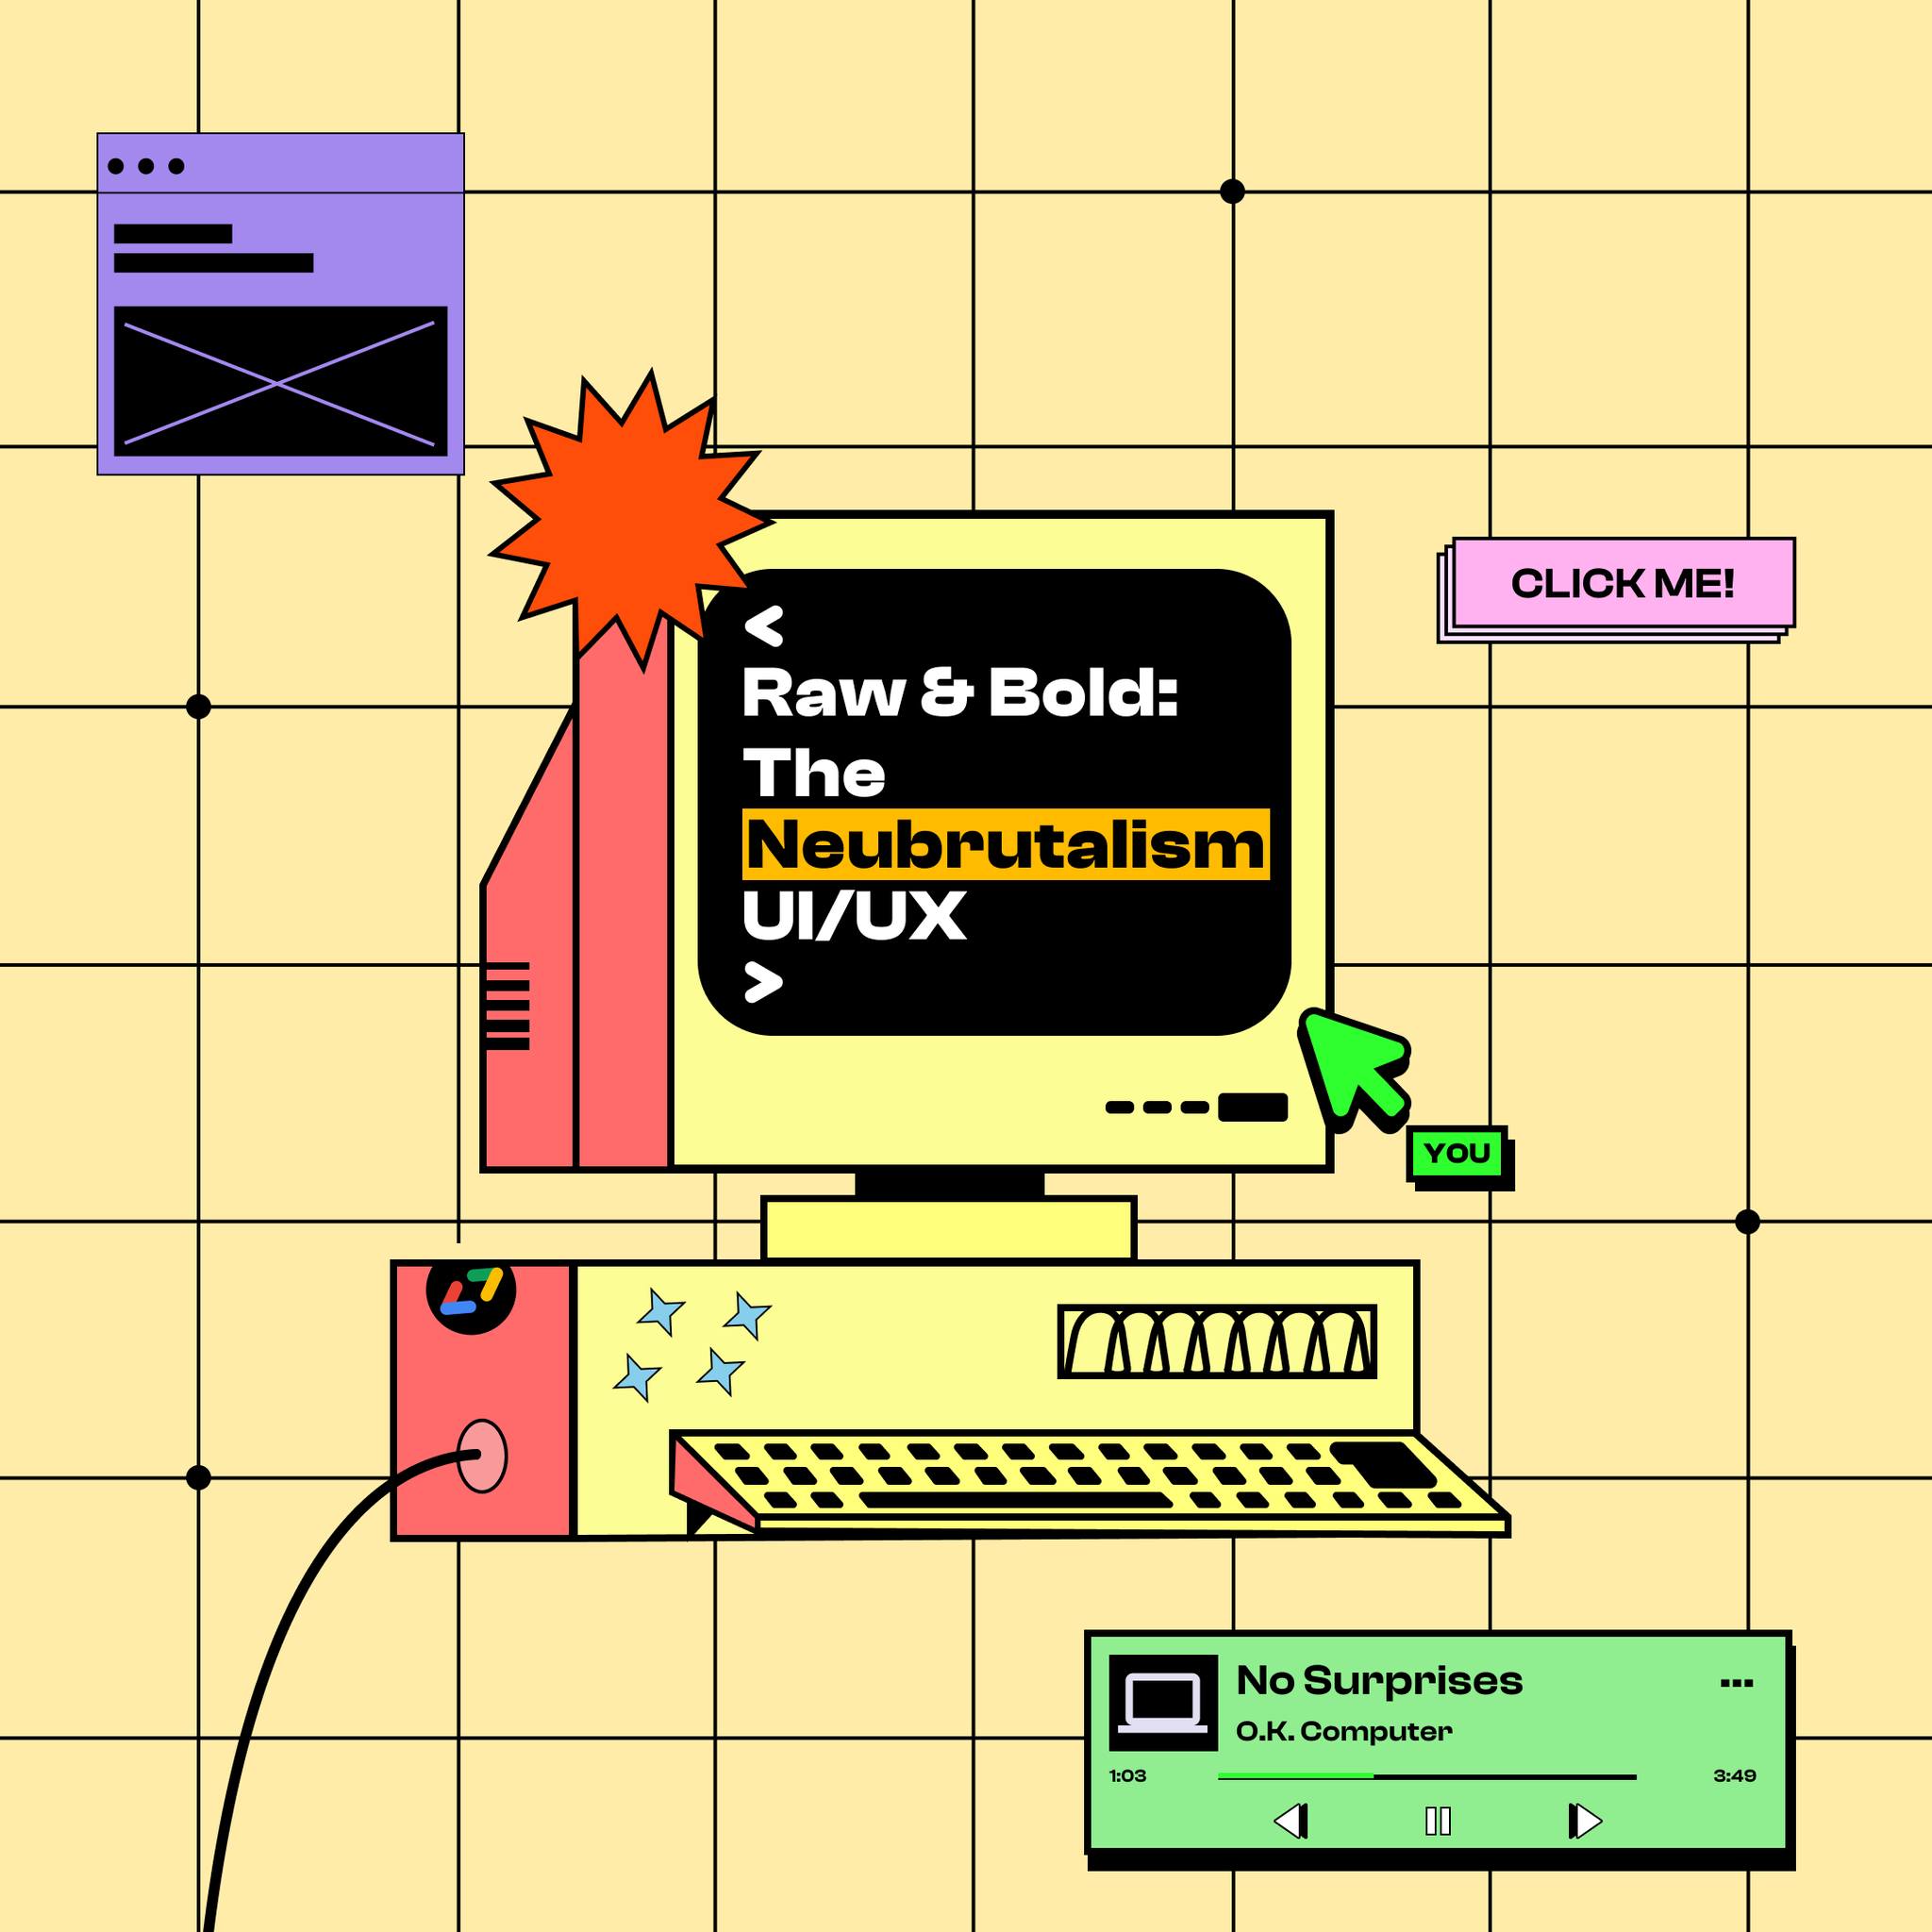 CLICK ME!
<
Raw & Bold:
The
Neubrutalism
UI/UX
>
YOU
No Surprises
O.K. Computer
1:03
3:49